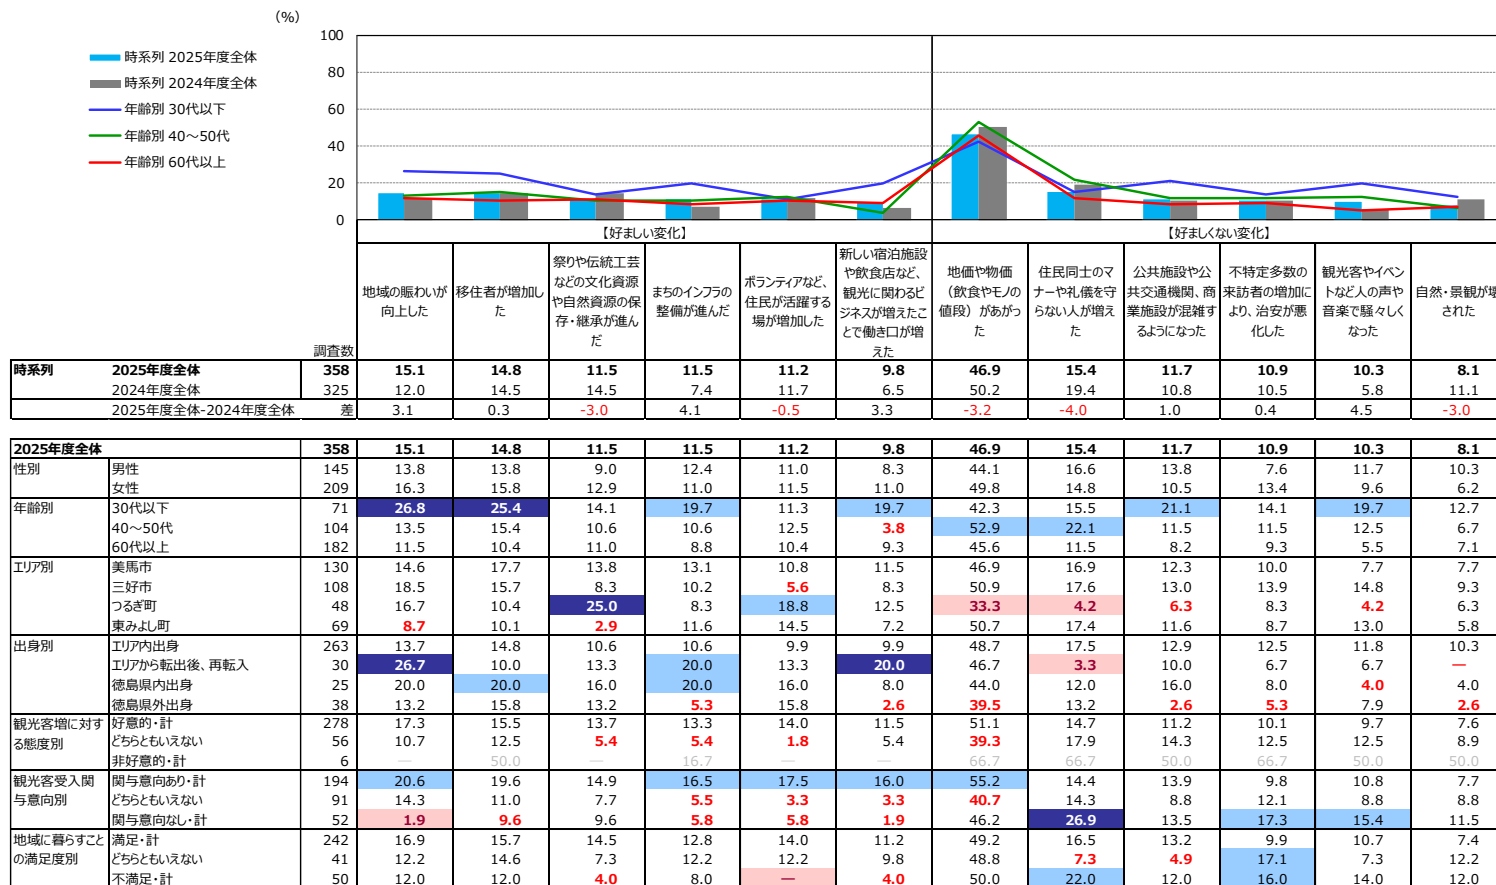 （%）
100
80
60
40
20
0
時系列 2025年度全体
時系列 2024年度全体
年齢別 30代以下
年齢別 40～50代
年齢別 60代以上
【好ましい変化】 【好ましくない変化】
調査数
地域の賑わいが
向上した
移住者が増加し
た
祭りや伝統工芸
などの文化資源
や自然資源の保
存・継承が進ん
だ
まちのインフラの
整備が進んだ
ボランティアなど、
住民が活躍する
場が増加した
新しい宿泊施設
や飲食店など、
観光に関わるビ
ジネスが増えたこ
とで働き口が増
えた
地価や物価
（飲食やモノの
値段）があがっ
た
住民同士のマ
ナーや礼儀を守
らない人が増え
た
公共施設や公
共交通機関、商
業施設が混雑す
るようになった
不特定多数の
来訪者の増加に
より、治安が悪
化した
観光客やイベン
トなど人の声や
音楽で騒々しく
なった
自然・景観が壊
された
時系列 2025年度全体 358 15.1 14.8 11.5 11.5 11.2 9.8 46.9 15.4 11.7 10.9 10.3 8.1
2024年度全体 325 12.0 14.5 14.5 7.4 11.7 6.5 50.2 19.4 10.8 10.5 5.8 11.1
2025年度全体-2024年度全体 差 3.1 0.3 -3.0 4.1 -0.5 3.3 -3.2 -4.0 1.0 0.4 4.5 -3.0
2025年度全体 358 15.1 14.8 11.5 11.5 11.2 9.8 46.9 15.4 11.7 10.9 10.3 8.1
性別 男性 145 13.8 13.8 9.0 12.4 11.0 8.3 44.1 16.6 13.8 7.6 11.7 10.3
女性 209 16.3 15.8 12.9 11.0 11.5 11.0 49.8 14.8 10.5 13.4 9.6 6.2
年齢別 30代以下 71 26.8 25.4 14.1 19.7 11.3 19.7 42.3 15.5 21.1 14.1 19.7 12.7
40～50代 104 13.5 15.4 10.6 10.6 12.5 3.8 52.9 22.1 11.5 11.5 12.5 6.7
60代以上 182 11.5 10.4 11.0 8.8 10.4 9.3 45.6 11.5 8.2 9.3 5.5 7.1
エリア別 美馬市 130 14.6 17.7 13.8 13.1 10.8 11.5 46.9 16.9 12.3 10.0 7.7 7.7
三好市 108 18.5 15.7 8.3 10.2 5.6 8.3 50.9 17.6 13.0 13.9 14.8 9.3
つるぎ町 48 16.7 10.4 25.0 8.3 18.8 12.5 33.3 4.2 6.3 8.3 4.2 6.3
東みよし町 69 8.7 10.1 2.9 11.6 14.5 7.2 50.7 17.4 11.6 8.7 13.0 5.8
出身別 エリア内出身 263 13.7 14.8 10.6 10.6 9.9 9.9 48.7 17.5 12.9 12.5 11.8 10.3
エリアから転出後、再転入 30 26.7 10.0 13.3 20.0 13.3 20.0 46.7 3.3 10.0 6.7 6.7 —
徳島県内出身 25 20.0 20.0 16.0 20.0 16.0 8.0 44.0 12.0 16.0 8.0 4.0 4.0
徳島県外出身 38 13.2 15.8 13.2 5.3 15.8 2.6 39.5 13.2 2.6 5.3 7.9 2.6
観光客増に対す 好意的・計 278 17.3 15.5 13.7 13.3 14.0 11.5 51.1 14.7 11.2 10.1 9.7 7.6
る態度別 どちらともいえない 56 10.7 12.5 5.4 5.4 1.8 5.4 39.3 17.9 14.3 12.5 12.5 8.9
非好意的・計 6 — 50.0 — 16.7 — — 66.7 66.7 50.0 66.7 50.0 50.0
観光客受入関 関与意向あり・計 194 20.6 19.6 14.9 16.5 17.5 16.0 55.2 14.4 13.9 9.8 10.8 7.7
与意向別 どちらともいえない 91 14.3 11.0 7.7 5.5 3.3 3.3 40.7 14.3 8.8 12.1 8.8 8.8
関与意向なし・計 52 1.9 9.6 9.6 5.8 5.8 1.9 46.2 26.9 13.5 17.3 15.4 11.5
地域に暮らすこと 満足・計 242 16.9 15.7 14.5 12.8 14.0 11.2 49.2 16.5 13.2 9.9 10.7 7.4
の満足度別 どちらともいえない 41 12.2 14.6 7.3 12.2 12.2 9.8 48.8 7.3 4.9 17.1 7.3 12.2
不満足・計 50 12.0 12.0 4.0 8.0 — 4.0 50.0 22.0 12.0 16.0 14.0 12.0